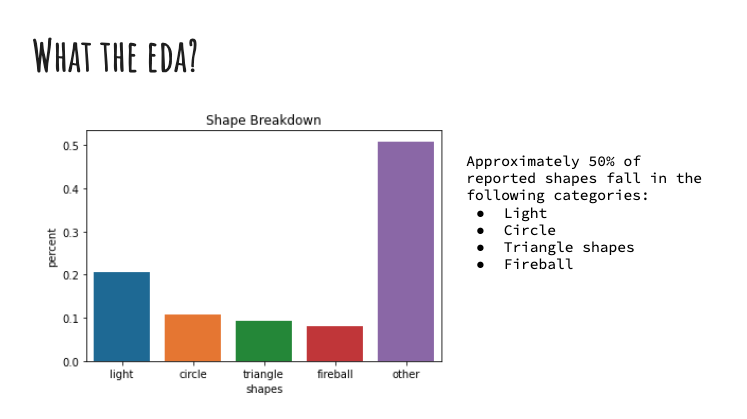 WHAT THE EDA?
Shape Breakdown
0.5
0.4
0.3
0.2
0.1
0.0
percent
light circle triangle fireball other
shapes
Approximately 50% of
reported shapes fall in the
following categories:
● Light
● Circle
● Triangle shapes
● Fireball